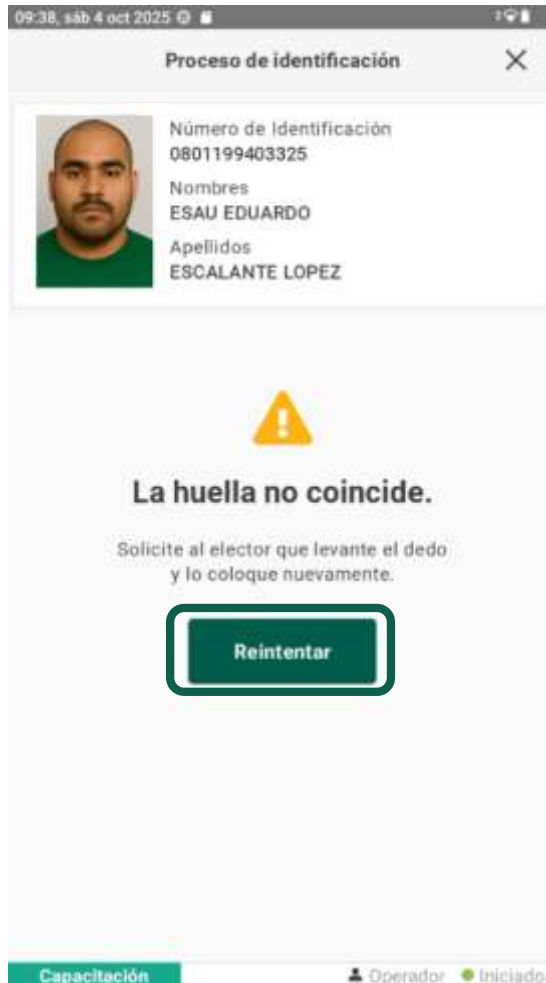 09:38, sáb 4 oct 2025
Proceso de identificación
Número de Identificación
0801199403325
Nombres
ESAU EDUARDO
Apellidos
ESCALANTE LOPEZ
La huella no coincide.
Solicite al elector que levante el dedo
y lo coloque nuevamente.
Reintentar
Capacitación
Operador
Iniciado